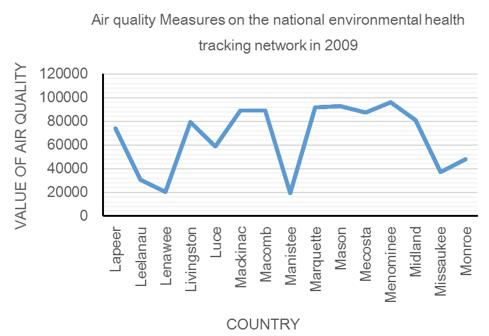 Air quality Measures on the national environmental health
tracking network in 2009
VALUE OF AIR QUALITY
120000
100000
80000
60000
40000
20000
0
Lapeer
Leelanau
Lenawee
Livingston
Luce
Mackinac
Macomb
Manistee
Marquette
Mason
Mecosta
Menominee
Midland
Missaukee
Monroe
COUNTRY